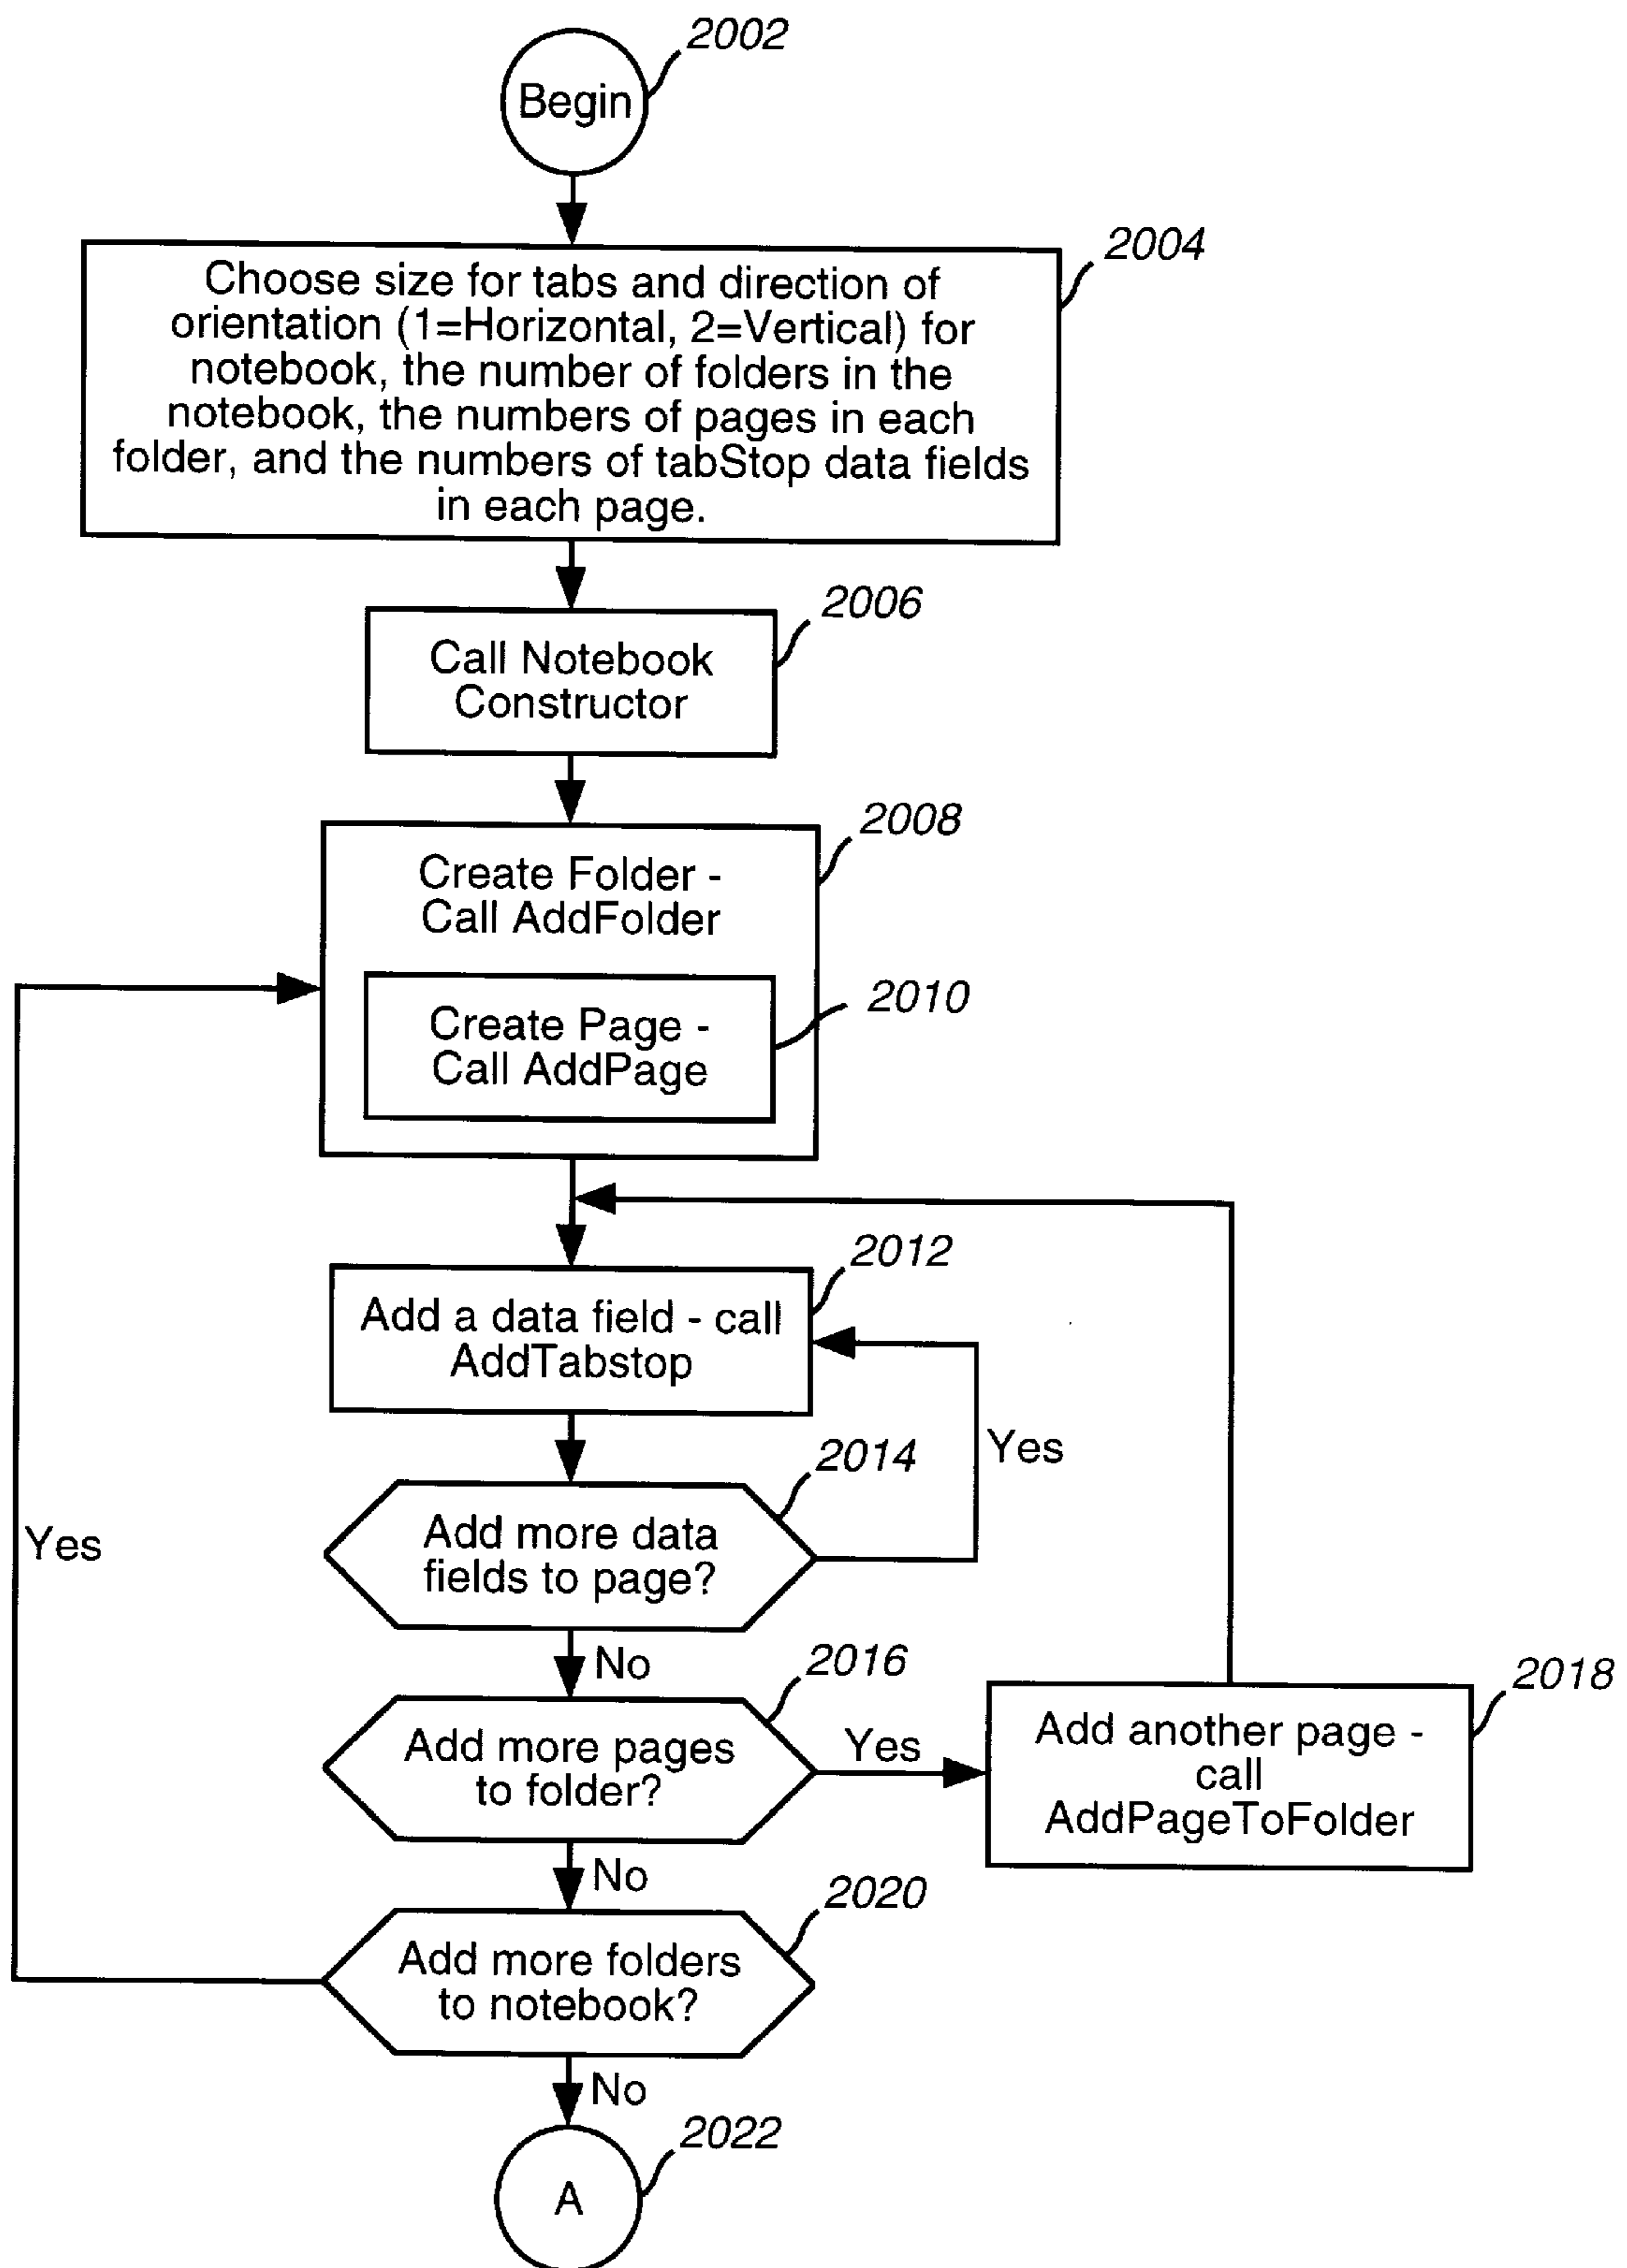 2002
Begin
2004
Choose size for tabs and direction of
orientation (1=Horizontal, 2=Vertical) for
notebook, the number of folders in the
notebook, the numbers of pages in each
folder, and the numbers of tabStop data fields
in each page.
2006
Call Notebook
Constructor
2008
Create Folder -
Call AddFolder
2010
Create Page -
Call AddPage
2012
Add a data field - call
AddTabstop
Yes
2014
Add more data
fields to page?
Yes
No
2016
Add more pages
to folder?
Yes
2018
Add another page -
call
AddPageToFolder
No
2020
Add more folders
to notebook?
No
2022
A